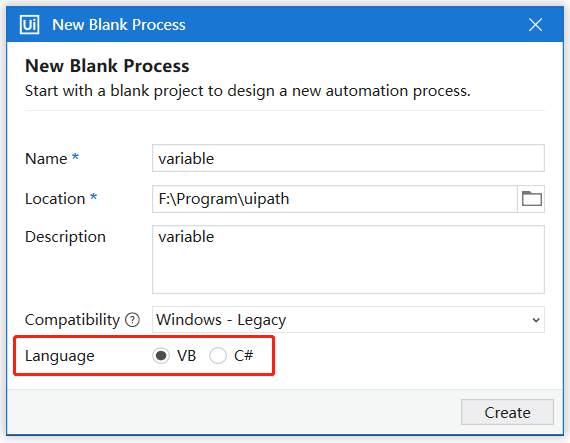 Ui New Blank Process
New Blank Process
Start with a blank project to design a new automation process.
Name * variable
Location * F:\Program\uipath
Description variable
Compatibility ? Windows - Legacy
Language VB C#
Create